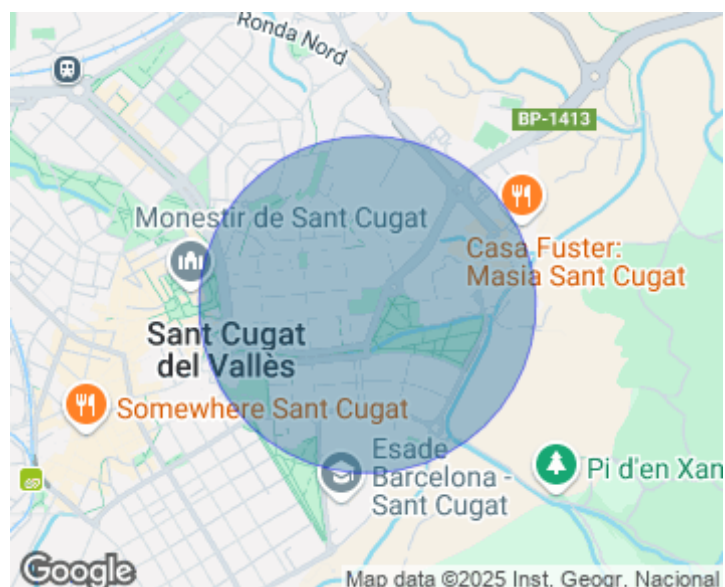 Ronda Nord
BP-1413
Monestir de Sant Cugat
Casa Fuster:
Masia Sant Cugat
Sant Cugat
del Vallès
Somewhere Sant Cugat
Esade
Barcelona -
Sant Cugat
Pi d'en Xam
Google
Map data ©2025 Inst. Geogr. Nacional